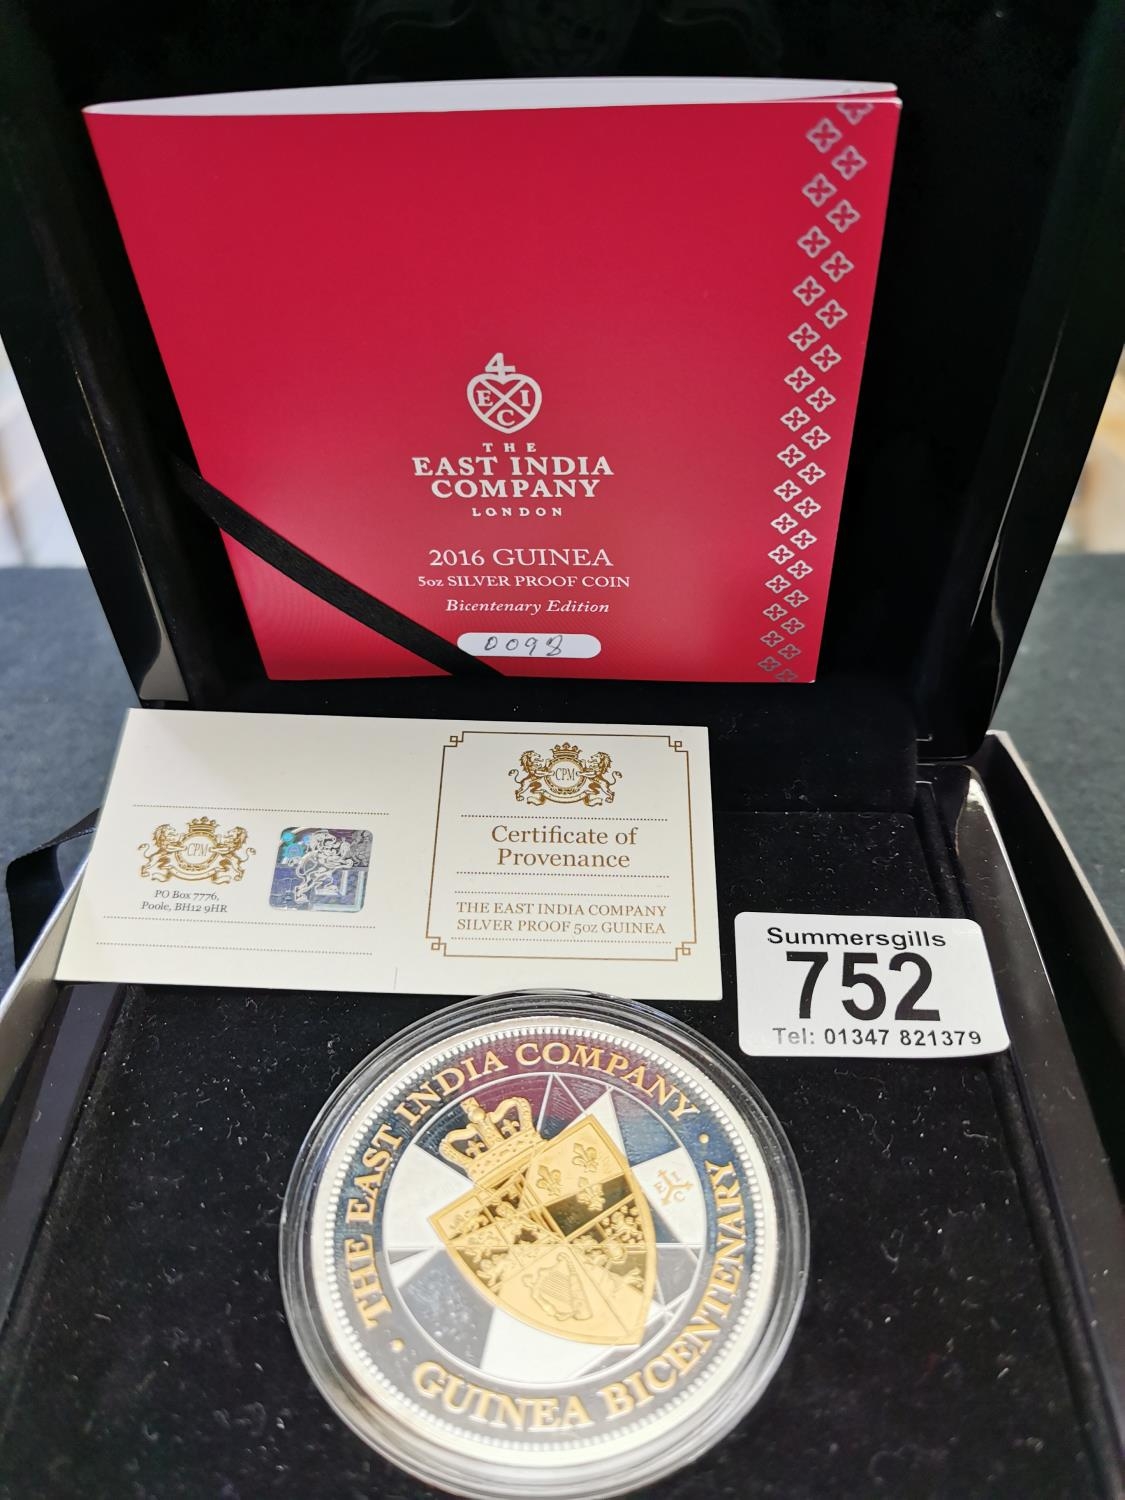 4
E I
C
THE
EAST INDIA
COMPANY
LONDON
2016 GUINEA
5oz SILVER PROOF COIN
Bicentenary Edition
0098
CPM
PO Box 7776,
Poole, BH12 9HR
CPM
Certificate of
Provenance
THE EAST INDIA COMPANY
SILVER PROOF 5oz GUINEA
Summersgills
752
Tel: 01347 821379
THE EAST INDIA COMPANY
E I
C
• GUINEA BICENTENARY •